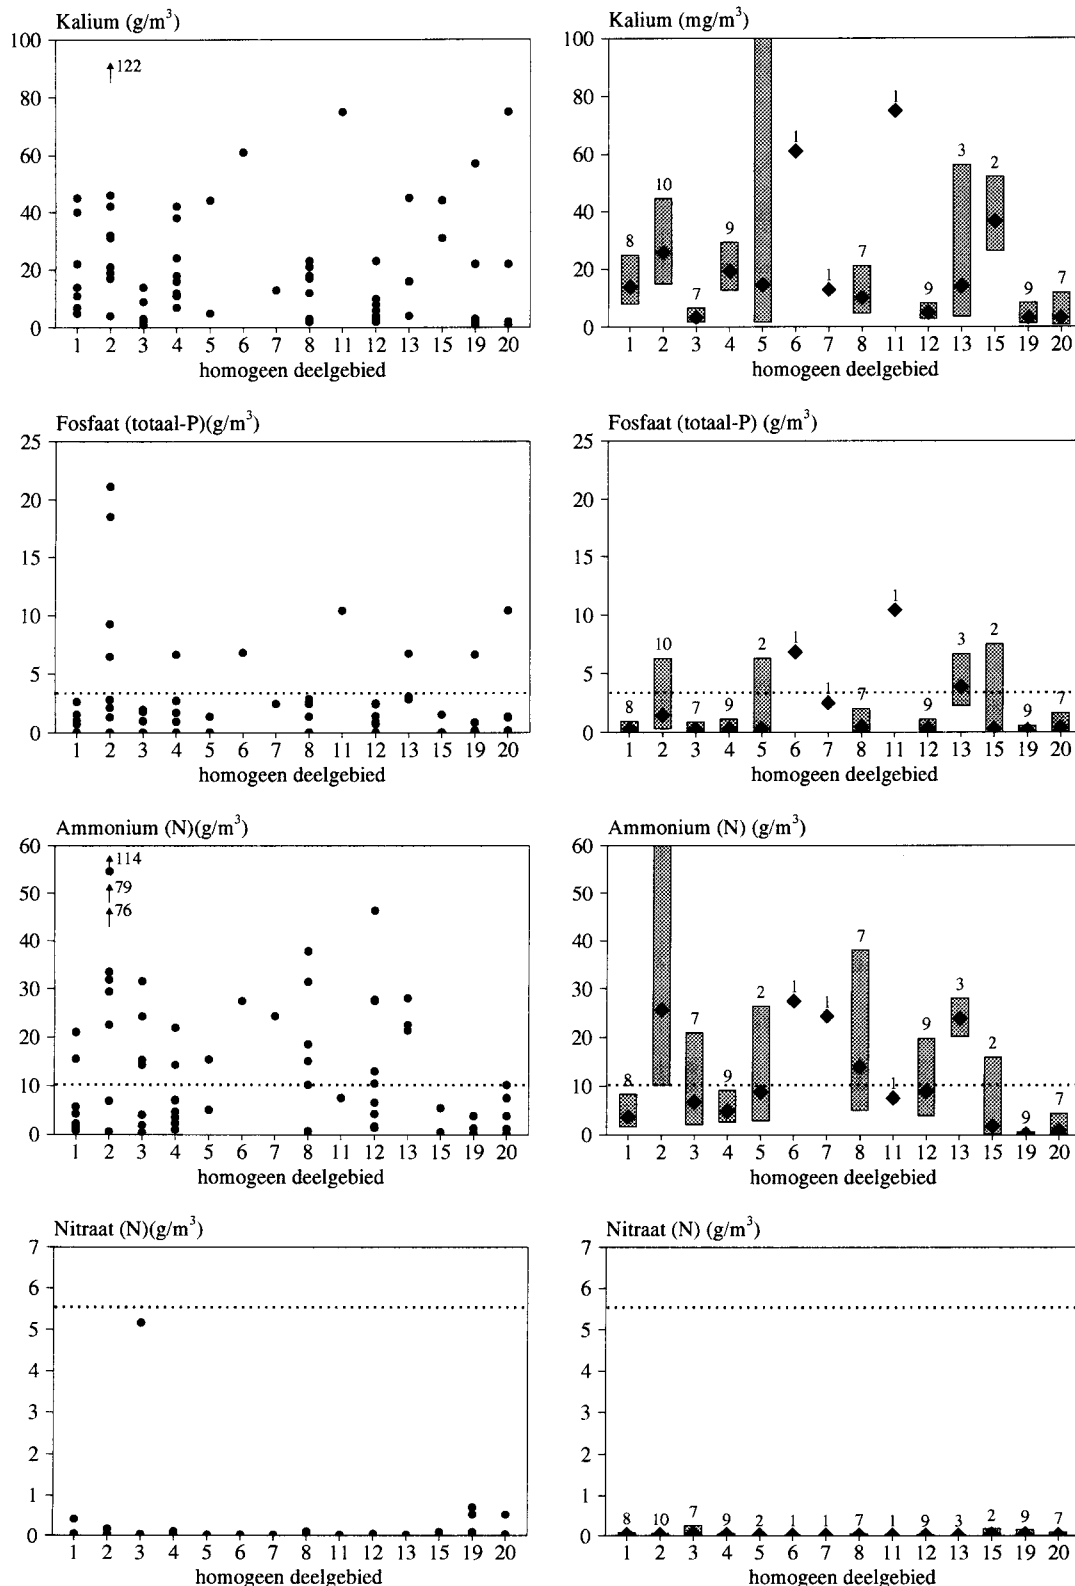 Kalium (g/m³)
100
80
60
40
20
0
122
1 2 3 4 5 6 7 8 11 12 13 15 19 20
homogeen deelgebied
Kalium (mg/m³)
100
80
60
40
20
0
8 10 7 9 1 1 7 1 9 3 2 9 7
1 2 3 4 5 6 7 8 11 12 13 15 19 20
homogeen deelgebied
Fosfaat (totaal-P)(g/m³)
25
20
15
10
5
0
1 2 3 4 5 6 7 8 11 12 13 15 19 20
homogeen deelgebied
Fosfaat (totaal-P) (g/m³)
25
20
15
10
5
0
8 10 7 9 2 1 1 7 1 9 3 2 9 7
1 2 3 4 5 6 7 8 11 12 13 15 19 20
homogeen deelgebied
Ammonium (N)(g/m³)
60
50
40
30
20
10
0
114
79
76
1 2 3 4 5 6 7 8 11 12 13 15 19 20
homogeen deelgebied
Ammonium (N) (g/m³)
60
50
40
30
20
10
0
8 7 9 2 1 1 7 1 9 3 2 9 7
1 2 3 4 5 6 7 8 11 12 13 15 19 20
homogeen deelgebied
Nitraat (N)(g/m³)
7
6
5
4
3
2
1
0
1 2 3 4 5 6 7 8 11 12 13 15 19 20
homogeen deelgebied
Nitraat (N) (g/m³)
7
6
5
4
3
2
1
0
8 10 7 9 2 1 1 7 1 9 3 2 9 7
1 2 3 4 5 6 7 8 11 12 13 15 19 20
homogeen deelgebied